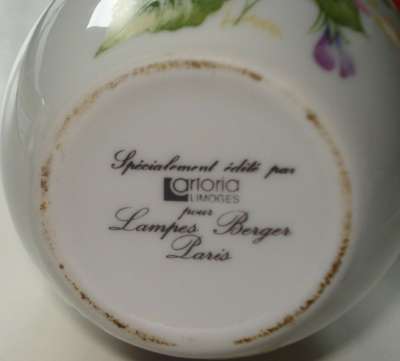 Spécialement édité par
artoria
LIMOGES
pour
Lampes Berger
Paris